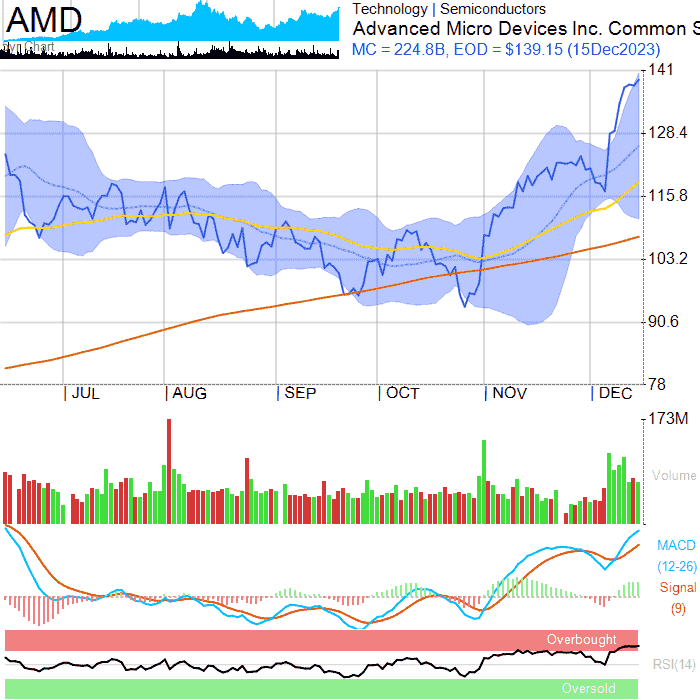 AMD
Technology | Semiconductors
Advanced Micro Devices Inc. Common S
MC = 224.8B, EOD = $139.15 (15Dec2023)
141
128.4
115.8
103.2
90.6
78
JUL
AUG
SEP
OCT
NOV
DEC
173M
Volume
MACD
(12-26)
Signal
(9)
Overbought
RSI(14)
Oversold